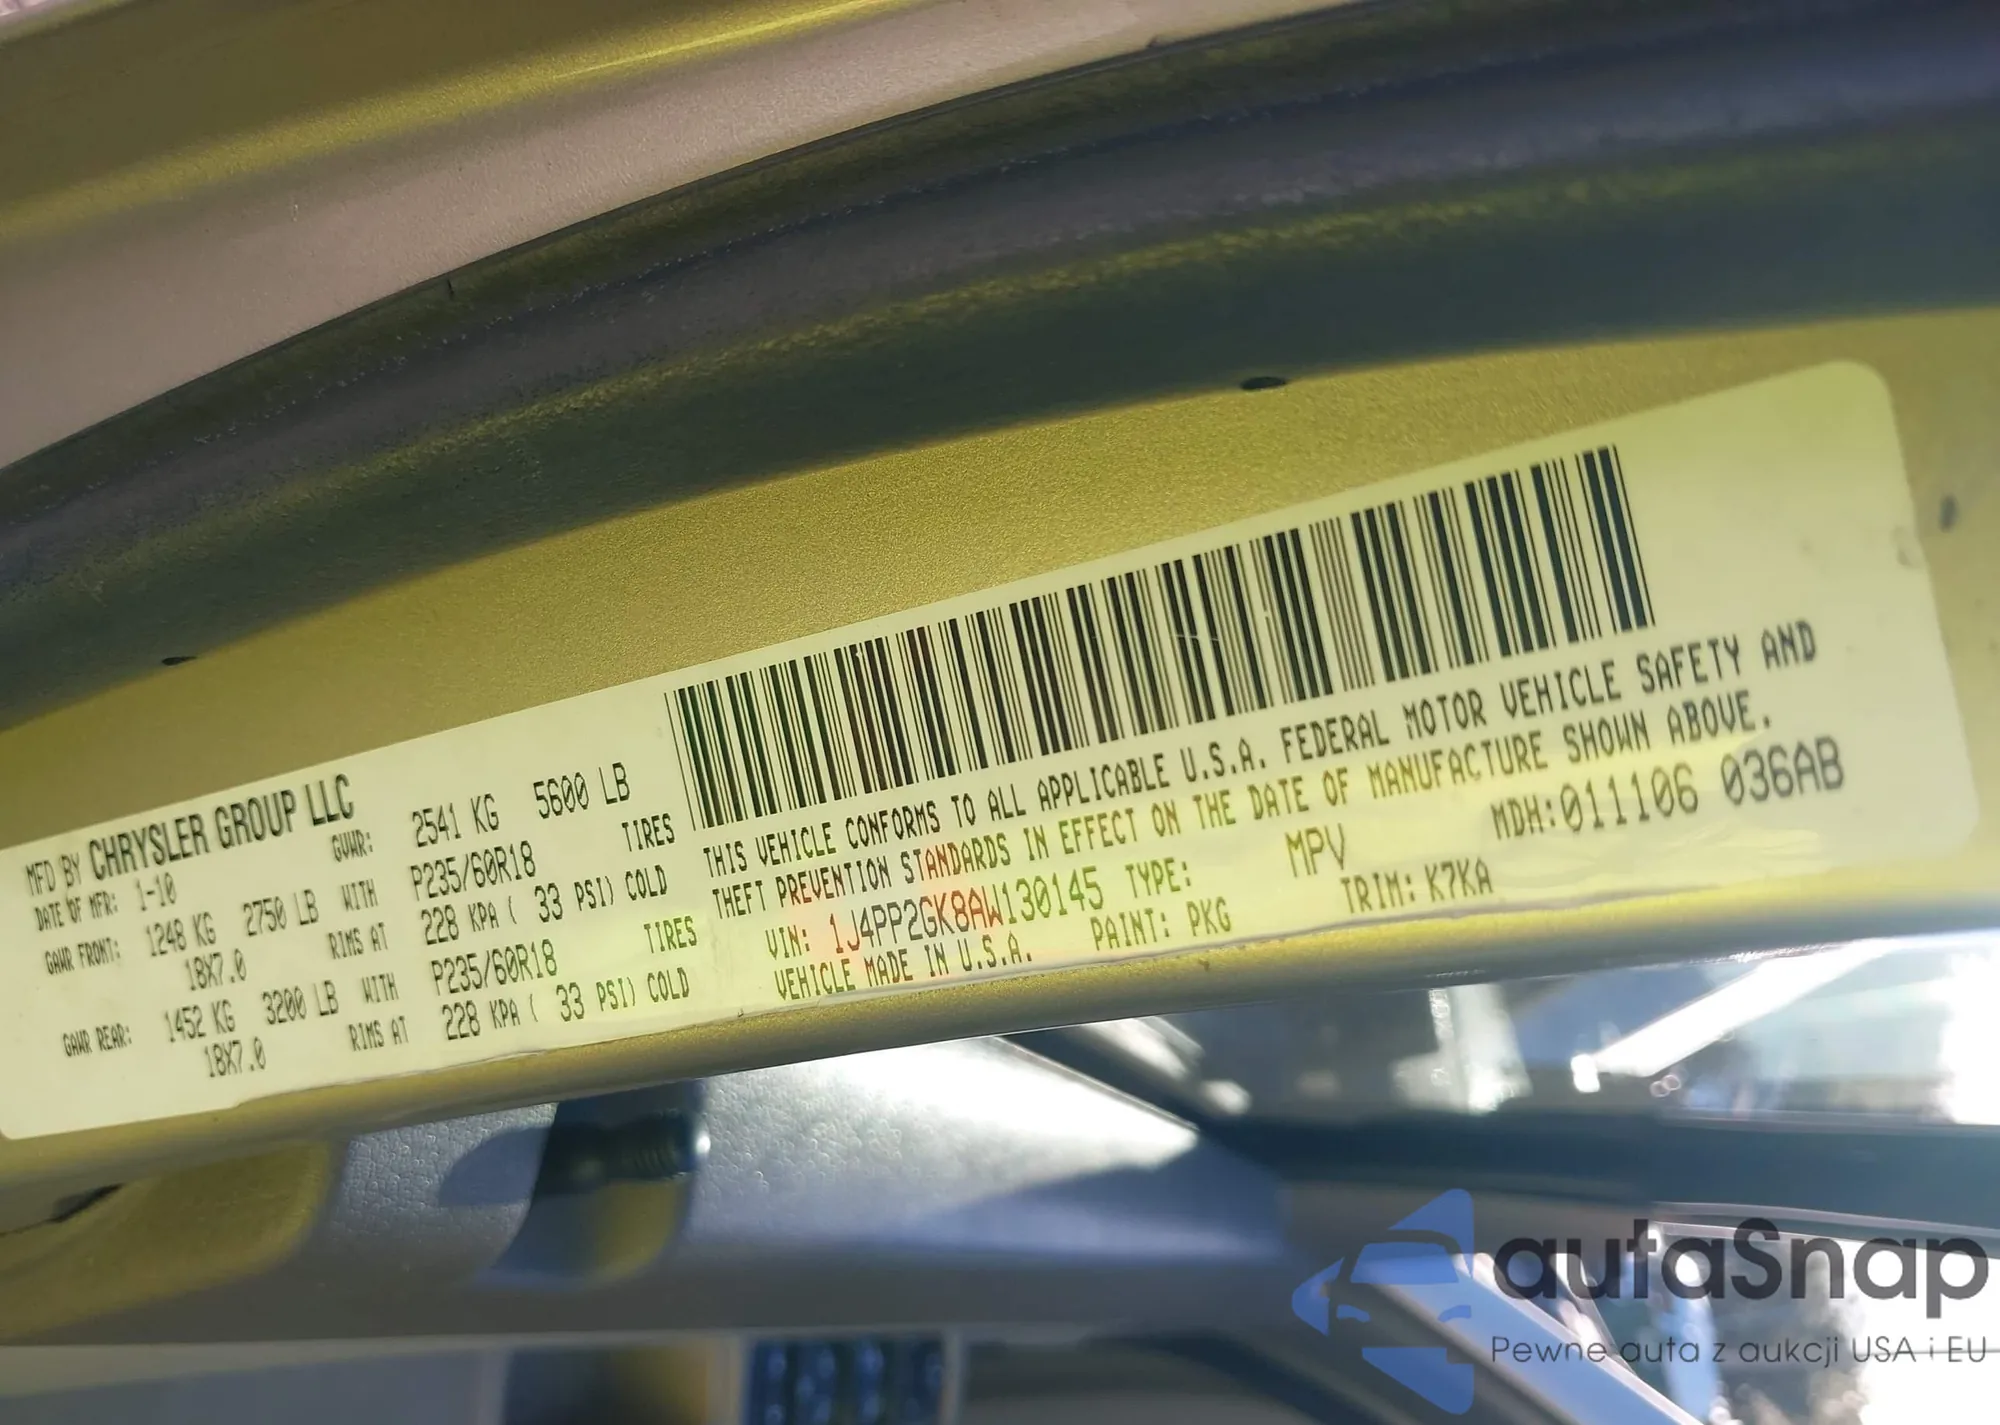 MFD BY CHRYSLER GROUP LLC
DATE OF MFR: 1-10 GVWR: 2541 KG 5600 LB
GAWR FRONT: 1248 KG 2750 LB WITH P235/60R18 TIRES
18X7.0 RIMS AT 228 KPA ( 33 PSI) COLD
GAWR REAR: 1452 KG 3200 LB WITH P235/60R18 TIRES
18X7.0 RIMS AT 228 KPA ( 33 PSI) COLD
THIS VEHICLE CONFORMS TO ALL APPLICABLE U.S.A. FEDERAL MOTOR VEHICLE SAFETY AND
THEFT PREVENTION STANDARDS IN EFFECT ON THE DATE OF MANUFACTURE SHOWN ABOVE.
VIN: 1J4PP2GK8AW130145 TYPE: MPV MDH:011106 036AB
VEHICLE MADE IN U.S.A. PAINT: PKG TRIM: K7KA
autaSnap
Pewne auta z aukcji USA i EU